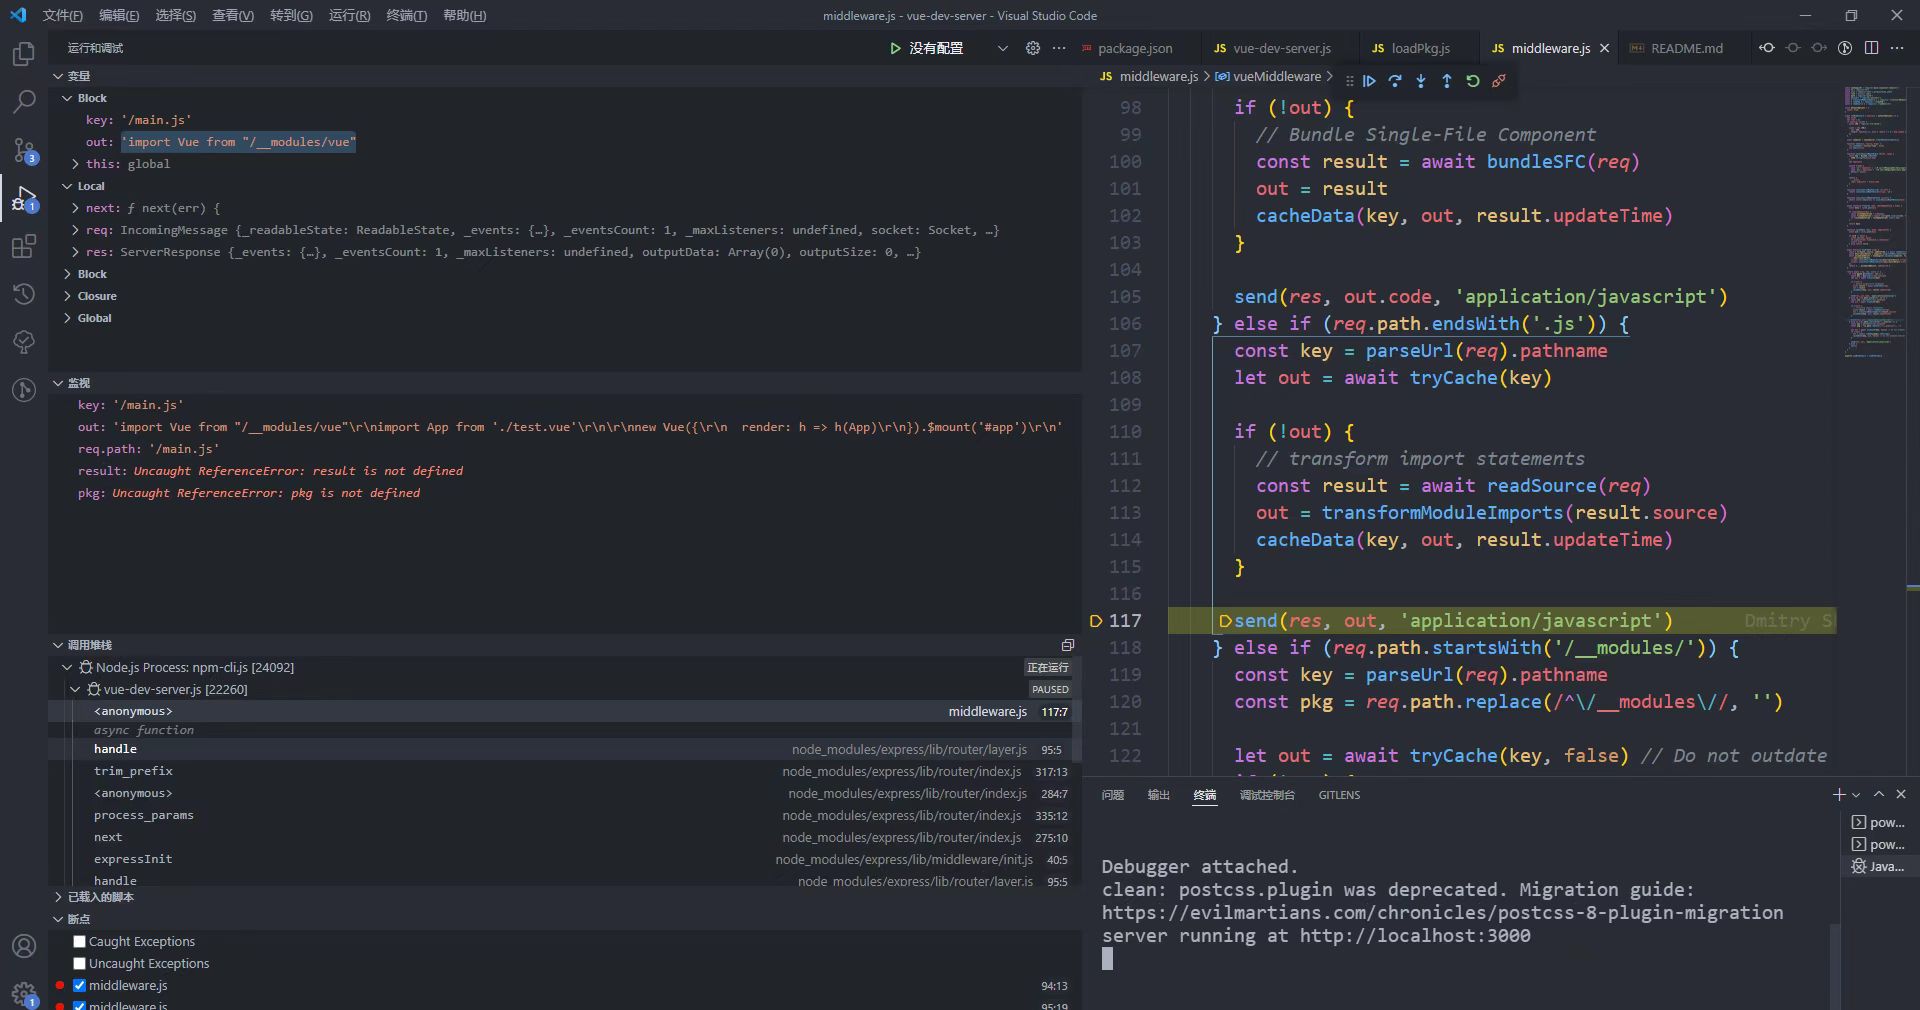 文件(F) 编辑(E) 选择(S) 查看(V) 转到(G) 运行(R) 终端(T) 帮助(H)
middleware.js - vue-dev-server - Visual Studio Code
运行和调试
没有配置
变量
Block
key: '/main.js'
out: 'import Vue from "/__modules/vue"
this: global
Local
next: ƒ next(err) {
req: IncomingMessage {_readableState: ReadableState, _events: {…}, _eventsCount: 1, _maxListeners: undefined, socket: Socket, …}
res: ServerResponse {_events: {…}, _eventsCount: 1, _maxListeners: undefined, outputData: Array(0), outputSize: 0, …}
Block
Closure
Global
监视
key: '/main.js'
out: 'import Vue from "/__modules/vue"\r\nimport App from './test.vue'\r\n\r\nnew Vue({\r\n  render: h => h(App)\r\n}).$mount('#app')\r\n'
req.path: '/main.js'
result: Uncaught ReferenceError: result is not defined
pkg: Uncaught ReferenceError: pkg is not defined
调用堆栈
Node.js Process: npm-cli.js [24092] 正在运行
vue-dev-server.js [22260] PAUSED
<anonymous> middleware.js 117:7
async function
handle node_modules/express/lib/router/layer.js 95:5
trim_prefix node_modules/express/lib/router/index.js 317:13
<anonymous> node_modules/express/lib/router/index.js 284:7
process_params node_modules/express/lib/router/index.js 335:12
next node_modules/express/lib/router/index.js 275:10
expressInit node_modules/express/lib/middleware/init.js 40:5
handle node_modules/express/lib/router/layer.js 95:5
已载入的脚本
断点
Caught Exceptions
Uncaught Exceptions
middleware.js 94:13
middleware.js 95:19
3
1
1
package.json
JS vue-dev-server.js
JS loadPkg.js
JS middleware.js
README.md
JS middleware.js > vueMiddleware >
98 if (!out) {
99 // Bundle Single-File Component
100 const result = await bundleSFC(req)
101 out = result
102 cacheData(key, out, result.updateTime)
103 }
104
105 send(res, out.code, 'application/javascript')
106 } else if (req.path.endsWith('.js')) {
107 const key = parseUrl(req).pathname
108 let out = await tryCache(key)
109
110 if (!out) {
111 // transform import statements
112 const result = await readSource(req)
113 out = transformModuleImports(result.source)
114 cacheData(key, out, result.updateTime)
115 }
116
117 send(res, out, 'application/javascript') Dmitry S
118 } else if (req.path.startsWith('/__modules/')) {
119 const key = parseUrl(req).pathname
120 const pkg = req.path.replace(/^\/__modules\//, '')
121
122 let out = await tryCache(key, false) // Do not outdate
问题 输出 终端 调试控制台 GITLENS
Debugger attached.
clean: postcss.plugin was deprecated. Migration guide:
https://evilmartians.com/chronicles/postcss-8-plugin-migration
server running at http://localhost:3000
pow...
pow...
Java...